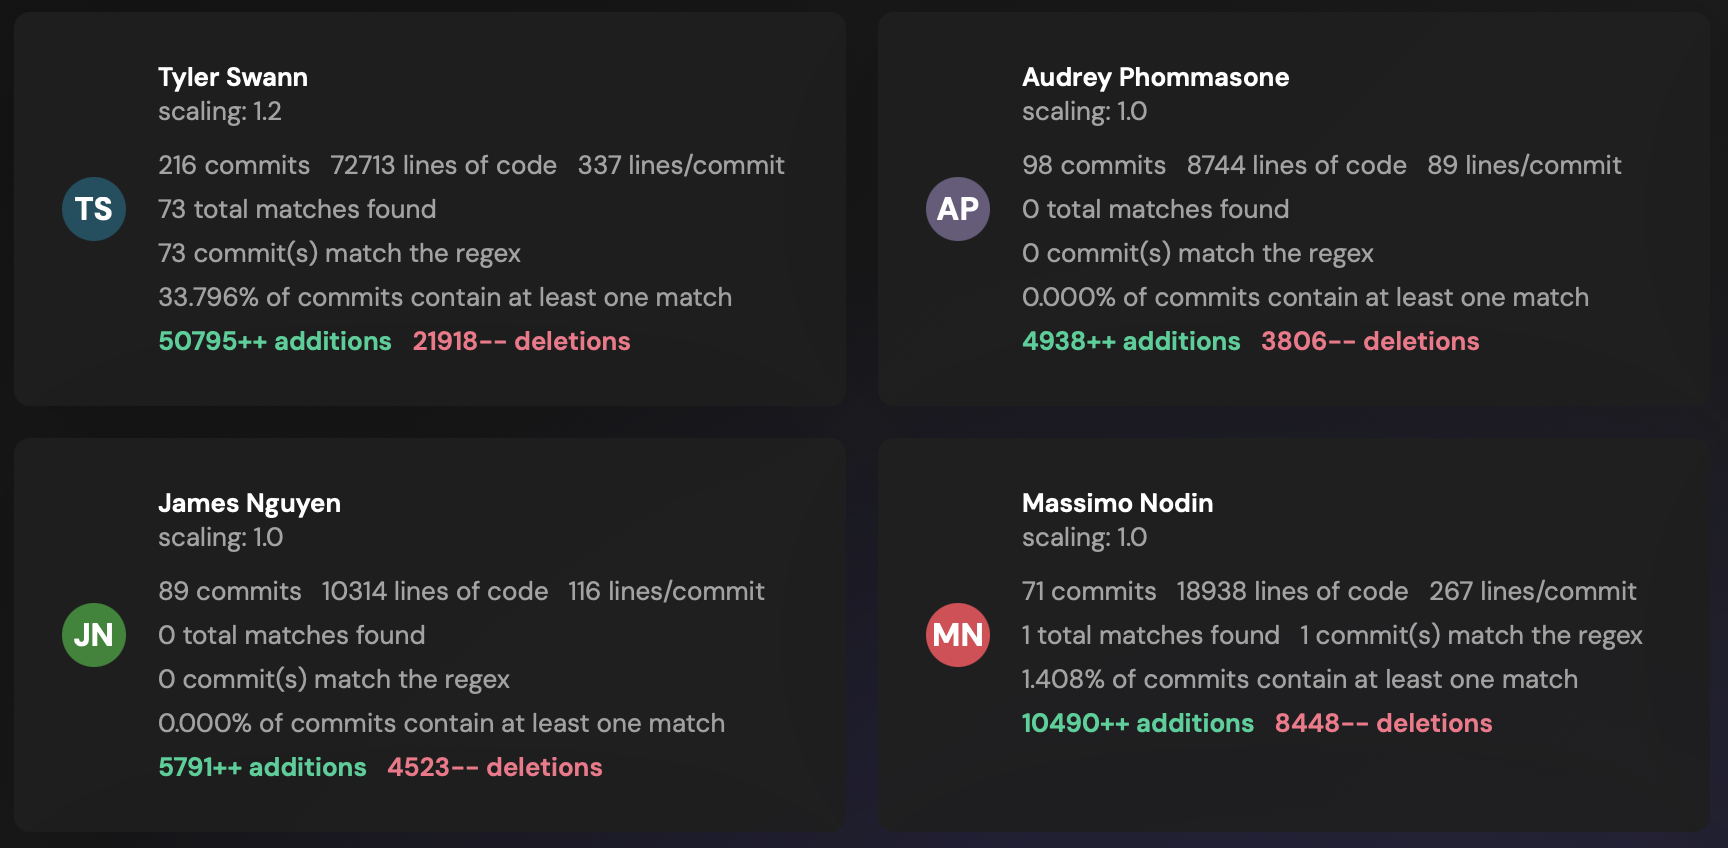 Tyler Swann
scaling: 1.2
216 commits 72713 lines of code 337 lines/commit
TS
73 total matches found
73 commit(s) match the regex
33.796% of commits contain at least one match
50795++ additions 21918-- deletions
Audrey Phommasone
scaling: 1.0
98 commits 8744 lines of code 89 lines/commit
AP
0 total matches found
0 commit(s) match the regex
0.000% of commits contain at least one match
4938++ additions 3806-- deletions
James Nguyen
scaling: 1.0
89 commits 10314 lines of code 116 lines/commit
JN
0 total matches found
0 commit(s) match the regex
0.000% of commits contain at least one match
5791++ additions 4523-- deletions
Massimo Nodin
scaling: 1.0
71 commits 18938 lines of code 267 lines/commit
MN
1 total matches found 1 commit(s) match the regex
1.408% of commits contain at least one match
10490++ additions 8448-- deletions